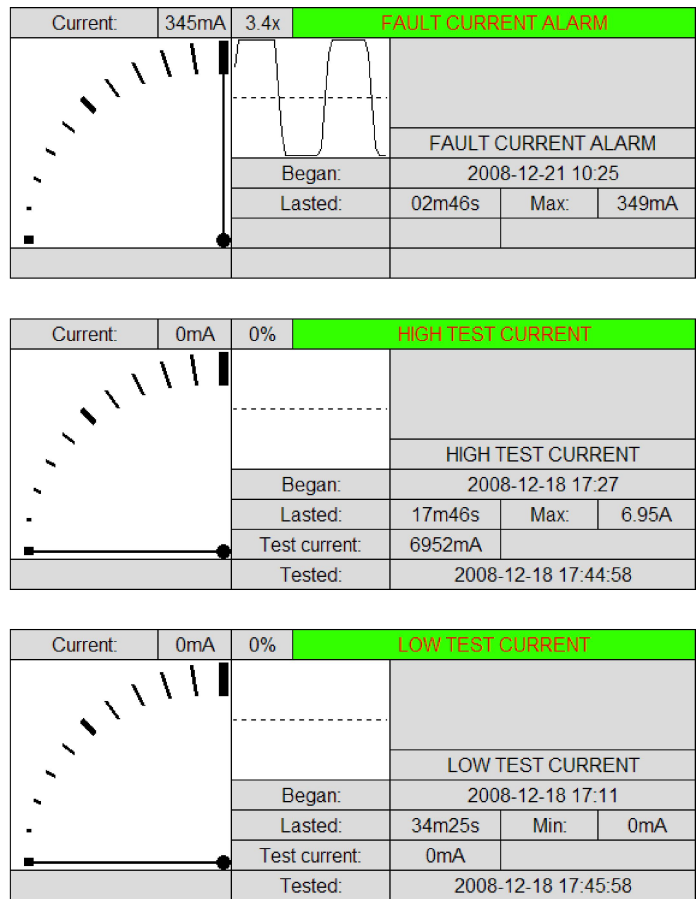 Current: 345mA 3.4x FAULT CURRENT ALARM
FAULT CURRENT ALARM
Began: 2008-12-21 10:25
Lasted: 02m46s Max: 349mA
Current: 0mA 0% HIGH TEST CURRENT
HIGH TEST CURRENT
Began: 2008-12-18 17:27
Lasted: 17m46s Max: 6.95A
Test current: 6952mA
Tested: 2008-12-18 17:44:58
Current: 0mA 0% LOW TEST CURRENT
LOW TEST CURRENT
Began: 2008-12-18 17:11
Lasted: 34m25s Min: 0mA
Test current: 0mA
Tested: 2008-12-18 17:45:58